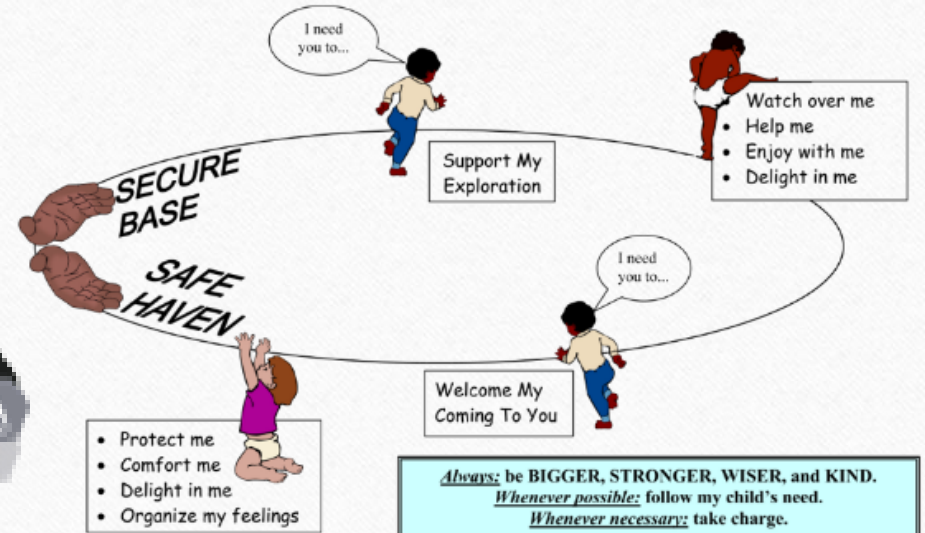 I need
you to...
SECURE
BASE
Support My
Exploration
• Watch over me
• Help me
• Enjoy with me
• Delight in me
SAFE
HAVEN
I need
you to...
Welcome My
Coming To You
• Protect me
• Comfort me
• Delight in me
• Organize my feelings
Always: be BIGGER, STRONGER, WISER, and KIND.
Whenever possible: follow my child's need.
Whenever necessary: take charge.